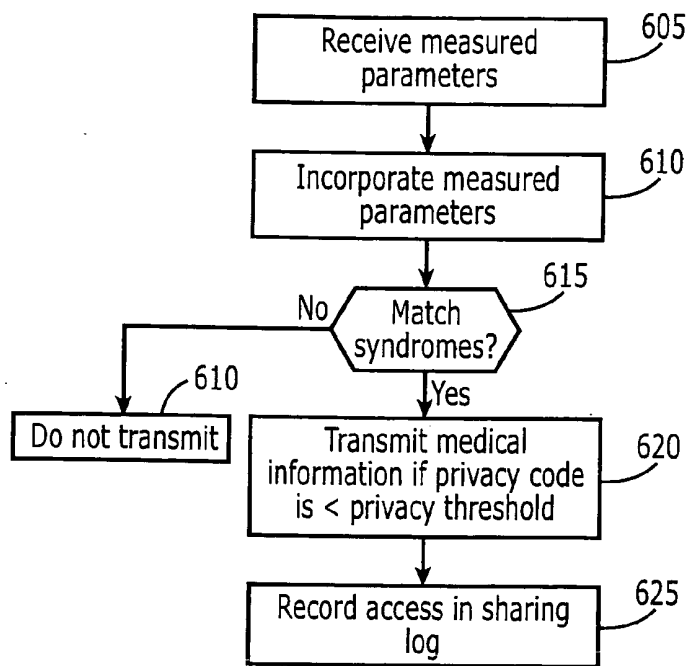 605
Receive measured
parameters
610
Incorporate measured
parameters
615
No
Match
syndromes?
610
Yes
Do not transmit
Transmit medical
information if privacy code
is < privacy threshold
620
Record access in sharing
log
625